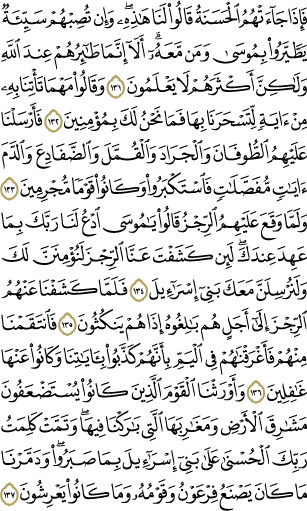 فَإِذَا جَآءَتْهُمُ ٱلْحَسَنَةُ قَالُوا۟ لَنَا هَٰذِهِۦ ۖ وَإِن تُصِبْهُمْ سَيِّئَةٌ
يَطَّيَّرُوا۟ بِمُوسَىٰ وَمَن مَّعَهُۥٓ ۗ أَلَآ إِنَّمَا طَٰٓئِرُهُمْ عِندَ ٱللَّهِ
وَلَٰكِنَّ أَكْثَرَهُمْ لَا يَعْلَمُونَ ١٣١ وَقَالُوا۟ مَهْمَا تَأْتِنَا بِهِۦ
مِنْ ءَايَةٍ لِّتَسْحَرَنَا بِهَا فَمَا نَحْنُ لَكَ بِمُؤْمِنِينَ ١٣٢ فَأَرْسَلْنَا
عَلَيْهِمُ ٱلطُّوفَانَ وَٱلْجَرَادَ وَٱلْقُمَّلَ وَٱلضَّفَادِعَ وَٱلدَّمَ
ءَايَٰتٍ مُّفَصَّلَٰتٍ فَٱسْتَكْبَرُوا۟ وَكَانُوا۟ قَوْمًا مُّجْرِمِينَ ١٣٣
وَلَمَّا وَقَعَ عَلَيْهِمُ ٱلرِّجْزُ قَالُوا۟ يَٰمُوسَى ٱدْعُ لَنَا رَبَّكَ بِمَا
عَهِدَ عِندَكَ ۖ لَئِن كَشَفْتَ عَنَّا ٱلرِّجْزَ لَنُؤْمِنَنَّ لَكَ
وَلَنُرْسِلَنَّ مَعَكَ بَنِىٓ إِسْرَٰٓءِيلَ ١٣٤ فَلَمَّا كَشَفْنَا عَنْهُمُ
ٱلرِّجْزَ إِلَىٰٓ أَجَلٍ هُم بَٰلِغُوهُ إِذَا هُمْ يَنكُثُونَ ١٣٥ فَٱنتَقَمْنَا
مِنْهُمْ فَأَغْرَقْنَٰهُمْ فِى ٱلْيَمِّ بِأَنَّهُمْ كَذَّبُوا۟ بِـَٔايَٰتِنَا وَكَانُوا۟ عَنْهَا
غَٰفِلِينَ ١٣٦ وَأَوْرَثْنَا ٱلْقَوْمَ ٱلَّذِينَ كَانُوا۟ يُسْتَضْعَفُونَ
مَشَٰرِقَ ٱلْأَرْضِ وَمَغَٰرِبَهَا ٱلَّتِى بَٰرَكْنَا فِيهَا ۖ وَتَمَّتْ كَلِمَتُ
رَبِّكَ ٱلْحُسْنَىٰ عَلَىٰ بَنِىٓ إِسْرَٰٓءِيلَ بِمَا صَبَرُوا۟ ۖ وَدَمَّرْنَا
مَا كَانَ يَصْنَعُ فِرْعَوْنُ وَقَوْمُهُۥ وَمَا كَانُوا۟ يَعْرِشُونَ ١٣٧